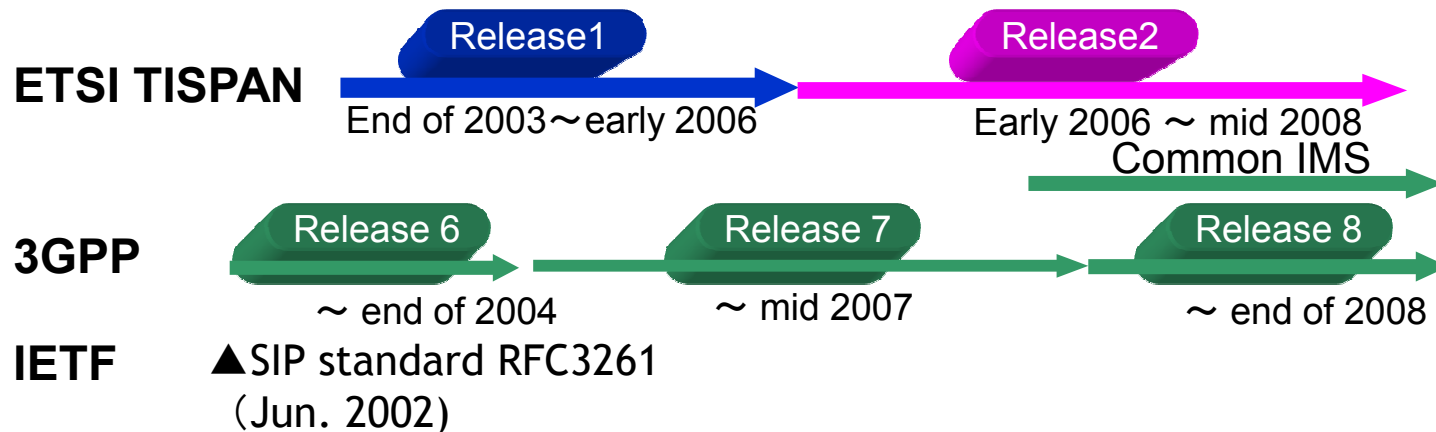 Release1
Release2
ETSI TISPAN
End of 2003～early 2006
Early 2006 ～ mid 2008
Common IMS
Release 6
Release 7
Release 8
3GPP
～ end of 2004
～ mid 2007
～ end of 2008
IETF
▲SIP standard RFC3261
（Jun. 2002)